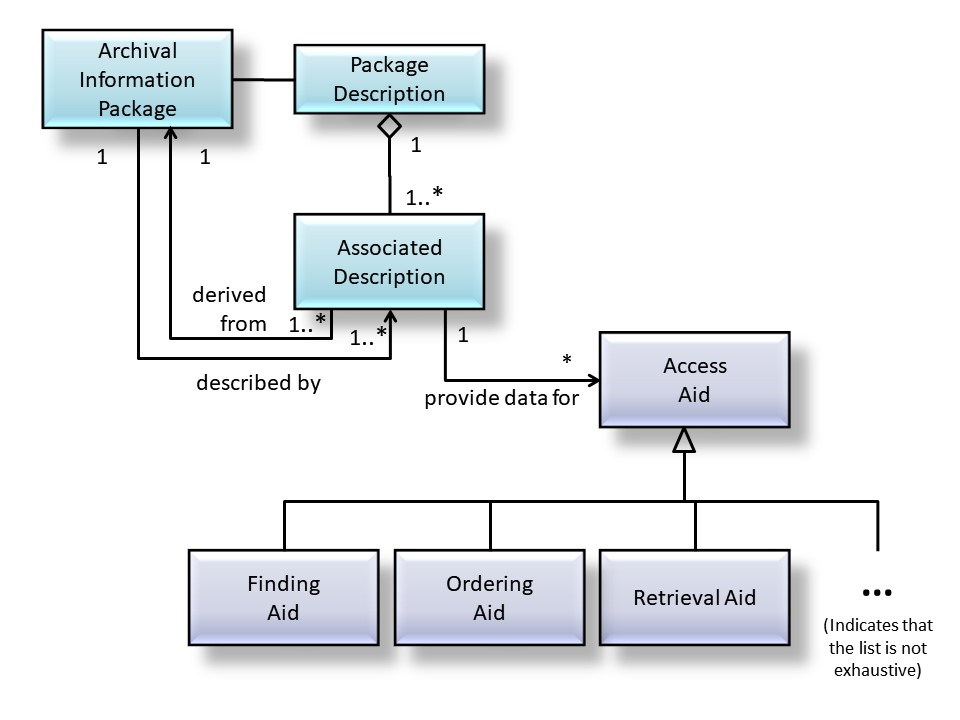 Archival
Information
Package
Package
Description
1
1
1
1..*
Associated
Description
derived
from
1..*
1..*
described by
1
*
provide data for
Access
Aid
Finding
Aid
Ordering
Aid
Retrieval Aid
...
(Indicates that
the list is not
exhaustive)